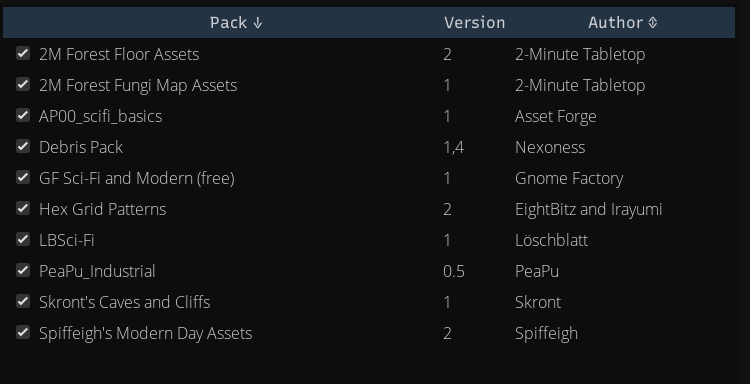 Pack ↓ Version Author
2M Forest Floor Assets 2 2-Minute Tabletop
2M Forest Fungi Map Assets 1 2-Minute Tabletop
AP00_scifi_basics 1 Asset Forge
Debris Pack 1,4 Nexoness
GF Sci-Fi and Modern (free) 1 Gnome Factory
Hex Grid Patterns 2 EightBitz and Irayumi
LBSci-Fi 1 Löschblatt
PeaPu_Industrial 0.5 PeaPu
Skront's Caves and Cliffs 1 Skront
Spiffeigh's Modern Day Assets 2 Spiffeigh